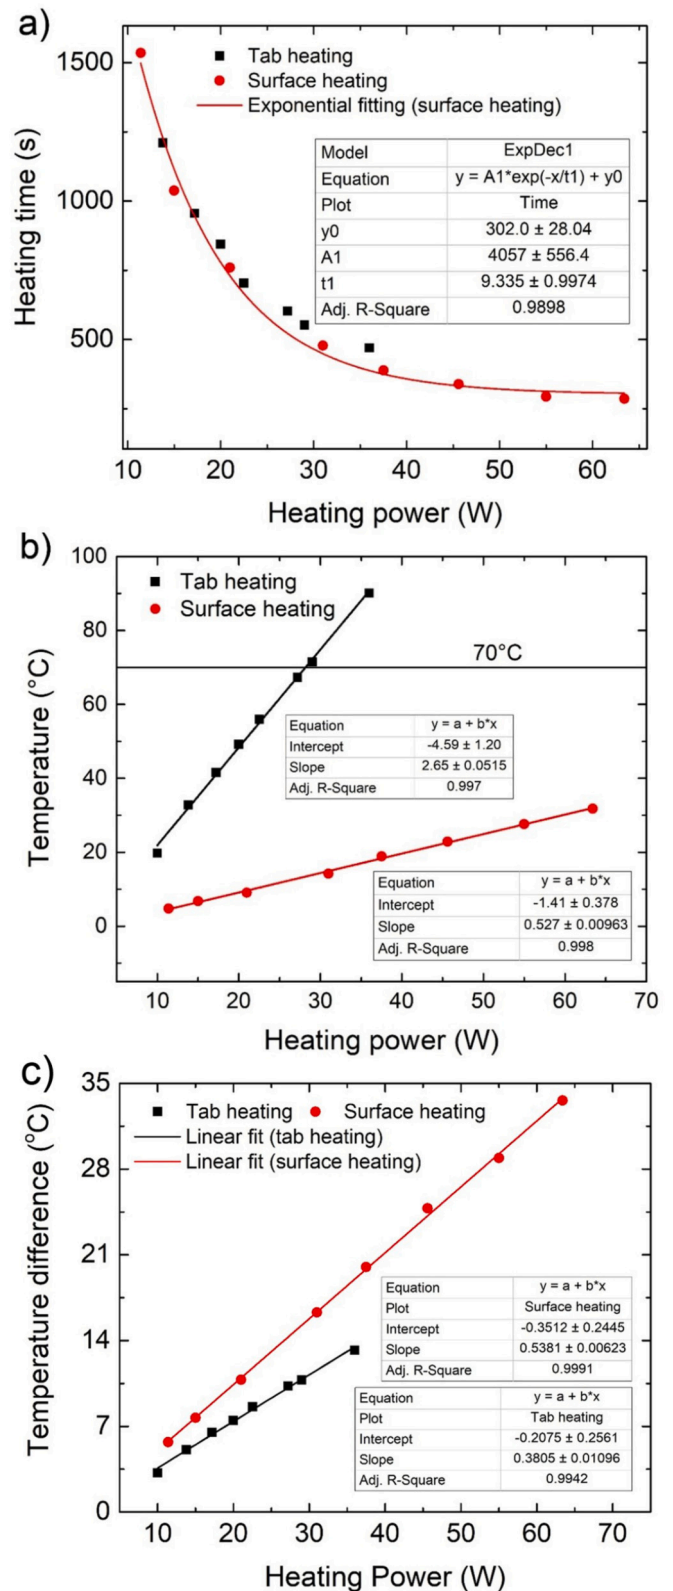 a)
Tab heating
Surface heating
Exponential fitting (surface heating)
Model ExpDec1
Equation y = A1*exp(-x/t1) + y0
Plot Time
y0 302.0 ± 28.04
A1 4057 ± 556.4
t1 9.335 ± 0.9974
Adj. R-Square 0.9898
1500
1000
500
Heating time (s)
10 20 30 40 50 60
Heating power (W)
b)
Tab heating
Surface heating
70°C
Equation y = a + b*x
Intercept -4.59 ± 1.20
Slope 2.65 ± 0.0515
Adj. R-Square 0.997
Equation y = a + b*x
Intercept -1.41 ± 0.378
Slope 0.527 ± 0.00963
Adj. R-Square 0.998
100
80
60
40
20
0
Temperature (°C)
10 20 30 40 50 60 70
Heating power (W)
c)
Tab heating Surface heating
Linear fit (tab heating)
Linear fit (surface heating)
Equation y = a + b*x
Plot Surface heating
Intercept -0.3512 ± 0.2445
Slope 0.5381 ± 0.00623
Adj. R-Square 0.9991
Equation y = a + b*x
Plot Tab heating
Intercept -0.2075 ± 0.2561
Slope 0.3805 ± 0.01096
Adj. R-Square 0.9942
35
28
21
14
7
0
Temperature difference (°C)
10 20 30 40 50 60 70
Heating Power (W)